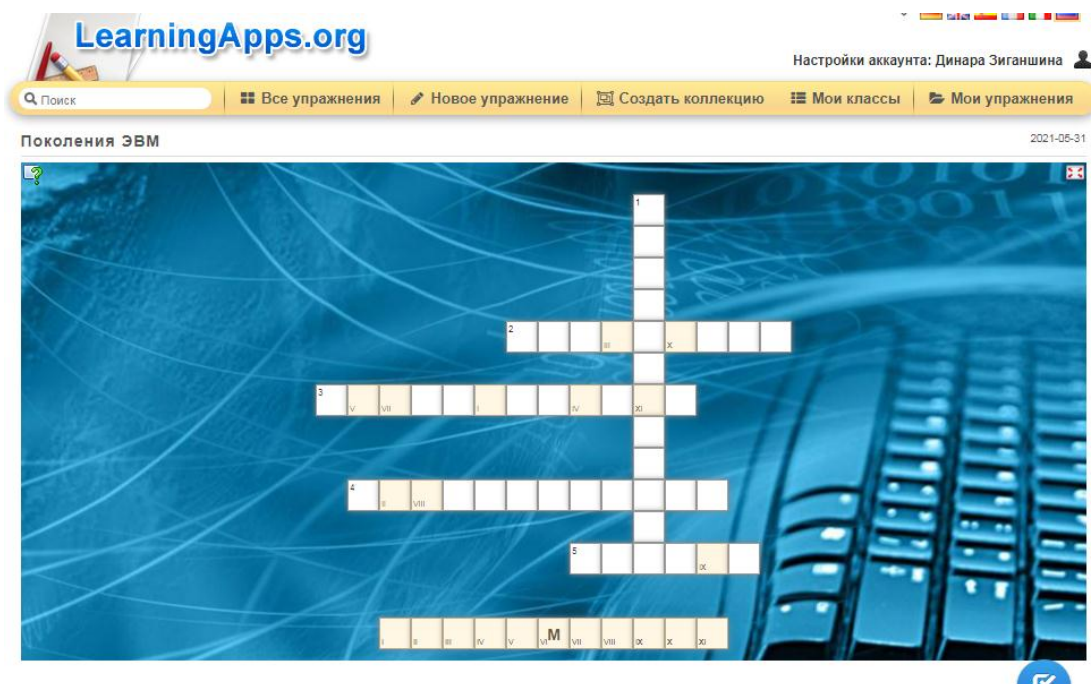 LearningApps.org
Настройки аккаунта: Динара Зиганшина
Поиск
Все упражнения
Новое упражнение
Создать коллекцию
Мои классы
Мои упражнения
Поколения ЭВМ
2021-05-31
1
2 III X
3 V VII I IV XI
4 II VIII
5 IX
I II III IV V VI М VII VIII IX X XI